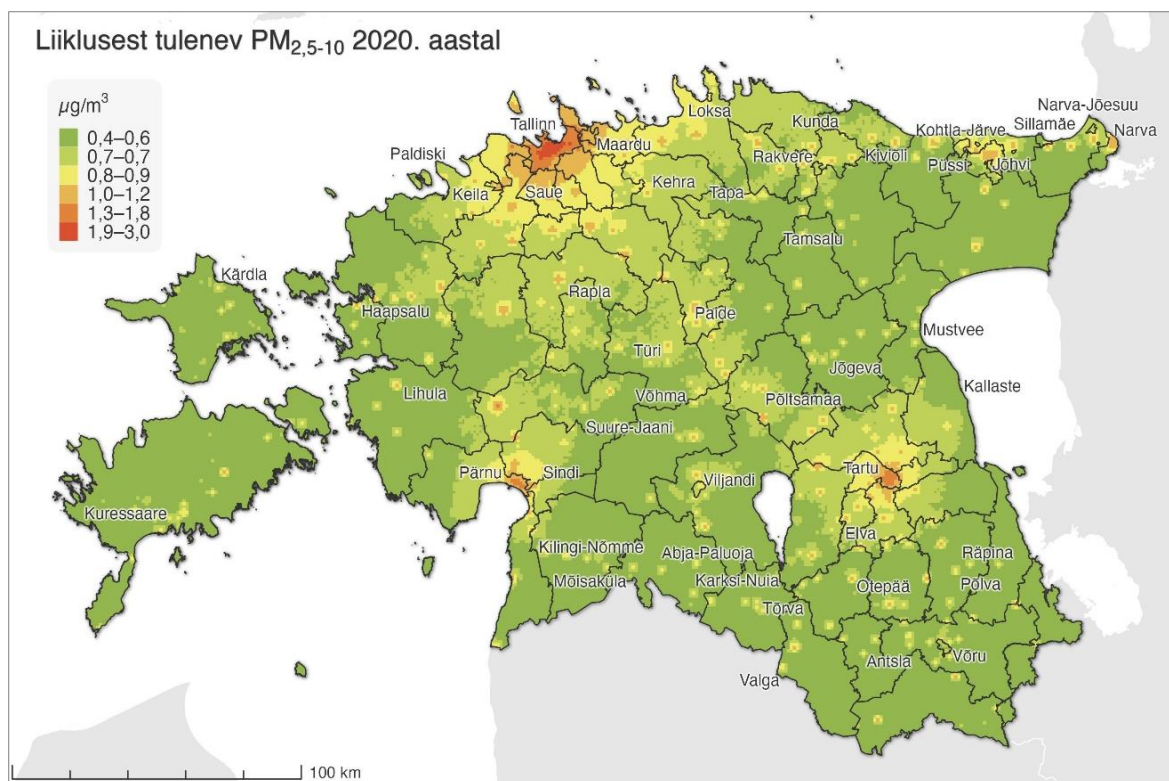 Liiklusest tulenev PM2,5-10 2020. aastal
µg/m³
0,4–0,6
0,7–0,7
0,8–0,9
1,0–1,2
1,3–1,8
1,9–3,0
Tallinn
Loksa
Kunda
Narva-Jõesuu
Sillamäe
Narva
Kohtla-Järve
Maardu
Paldiski
Rakvere
Kiviõli
Püssi
Jõhvi
Keila
Saue
Kehra
Tapa
Tamsalu
Kärdla
Haapsalu
Rapla
Paide
Mustvee
Türi
Jõgeva
Kallaste
Lihula
Võhma
Põltsamaa
Suure-Jaani
Pärnu
Sindi
Tartu
Viljandi
Kuressaare
Elva
Kilingi-Nõmme
Abja-Paluoja
Räpina
Mõisaküla
Karksi-Nuia
Otepää
Põlva
Tõrva
Antsla
Võru
Valga
100 km